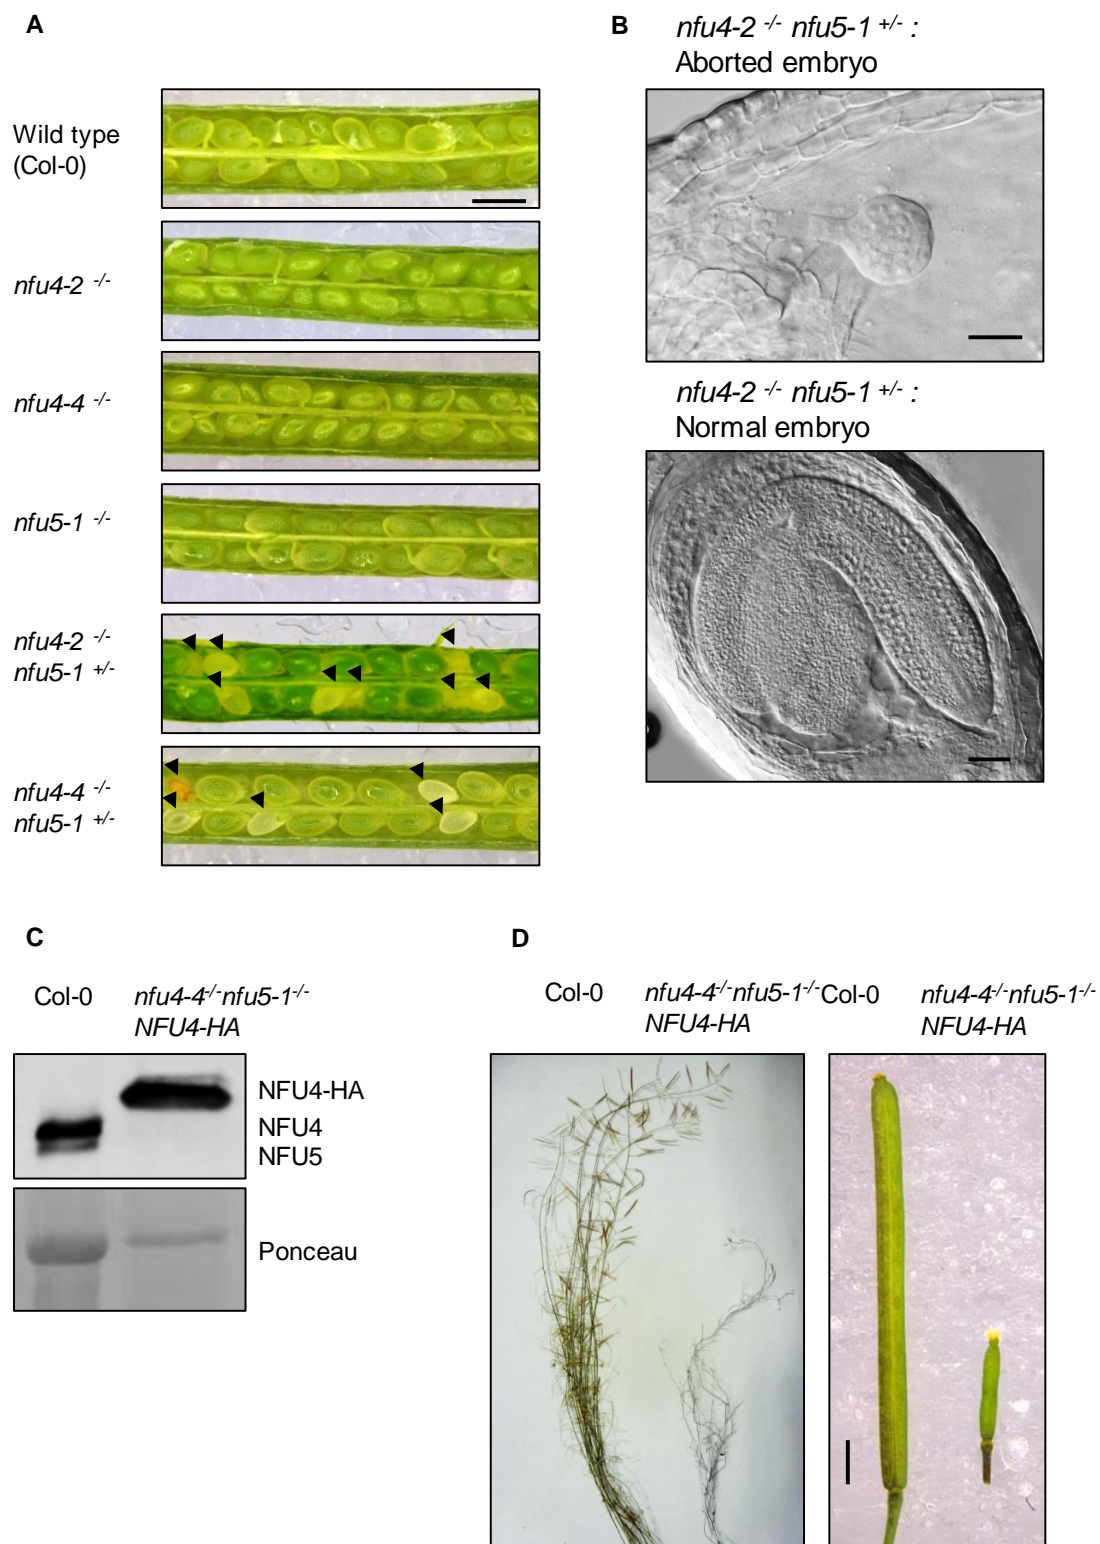 A
Wild type
(Col-0)
nfu4-2 -/-
nfu4-4 -/-
nfu5-1 -/-
nfu4-2 -/-
nfu5-1 +/-
nfu4-4 -/-
nfu5-1 +/-
B
nfu4-2 -/- nfu5-1 +/- :
Aborted embryo
nfu4-2 -/- nfu5-1 +/- :
Normal embryo
C
Col-0 nfu4-4-/-nfu5-1-/-
NFU4-HA
NFU4-HA
NFU4
NFU5
Ponceau
D
Col-0 nfu4-4-/-nfu5-1-/- Col-0 nfu4-4-/-nfu5-1-/-
NFU4-HA NFU4-HA